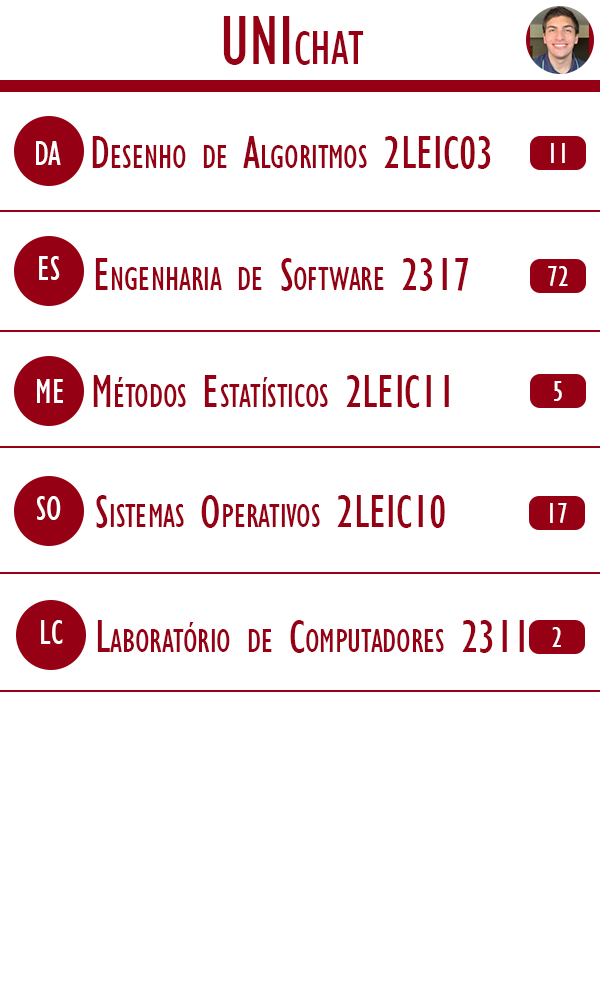 UNICHAT
DA DESENHO DE ALGORITMOS 2LEIC03 11
ES ENGENHARIA DE SOFTWARE 2317 72
ME MÉTODOS ESTATÍSTICOS 2LEIC11 5
SO SISTEMAS OPERATIVOS 2LEIC10 17
LC LABORATÓRIO DE COMPUTADORES 2311 2